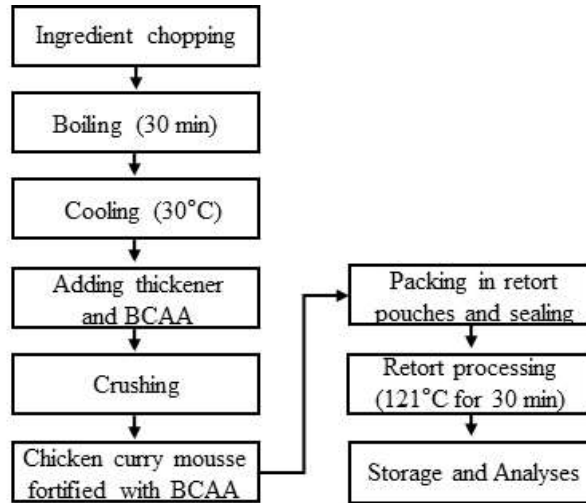 Ingredient chopping
Boiling (30 min)
Cooling (30°C)
Adding thickener
and BCAA
Crushing
Chicken curry mousse
fortified with BCAA
Packing in retort
pouches and sealing
Retort processing
(121°C for 30 min)
Storage and Analyses